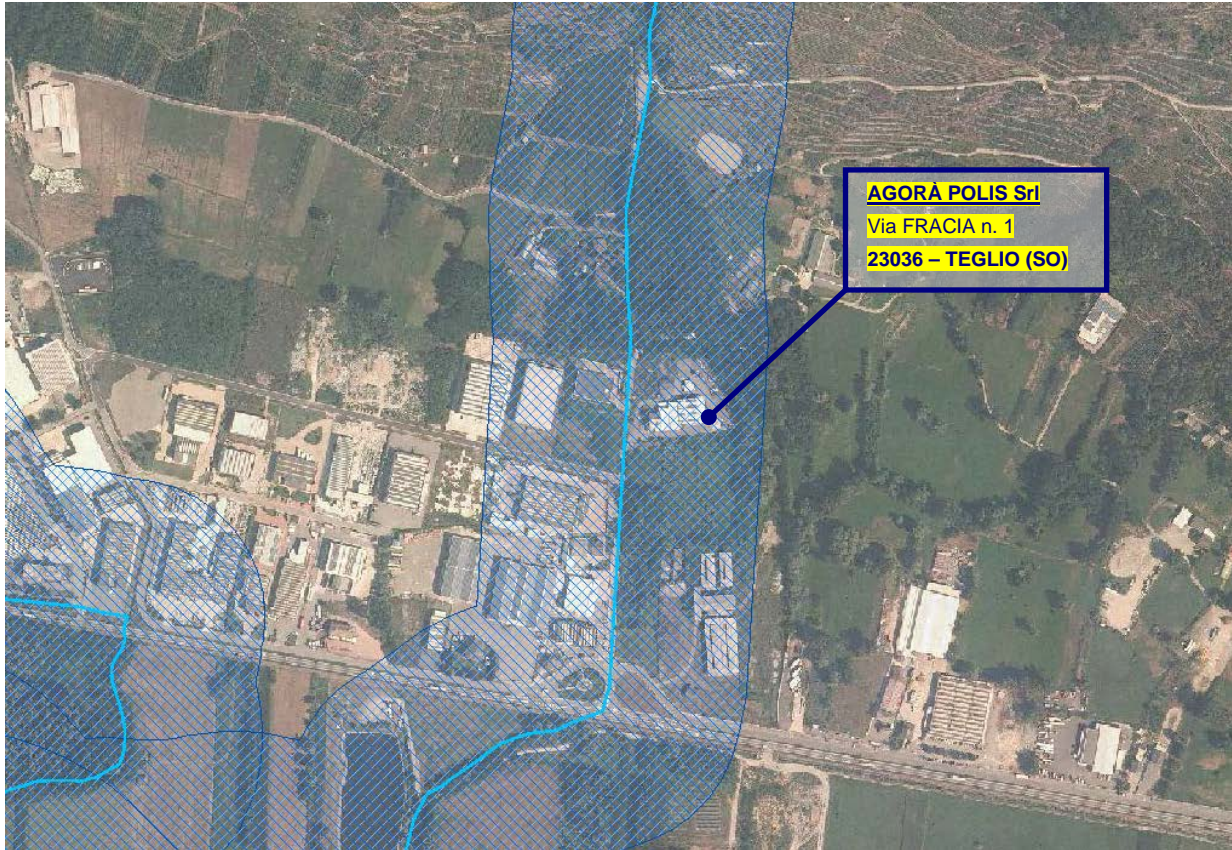 AGORÀ POLIS Srl
Via FRACIA n. 1
23036 – TEGLIO (SO)